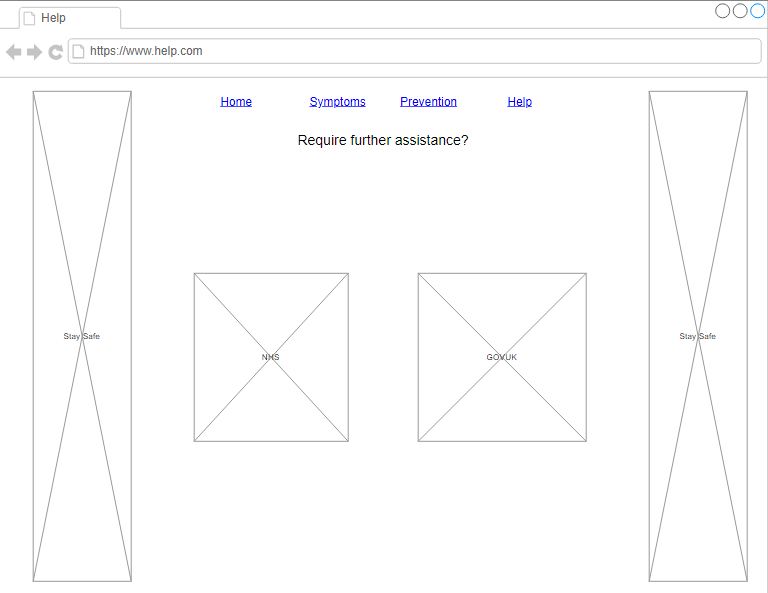 Help
https://www.help.com
Home Symptoms Prevention Help
Require further assistance?
Stay Safe
NHS
GOVUK
Stay Safe